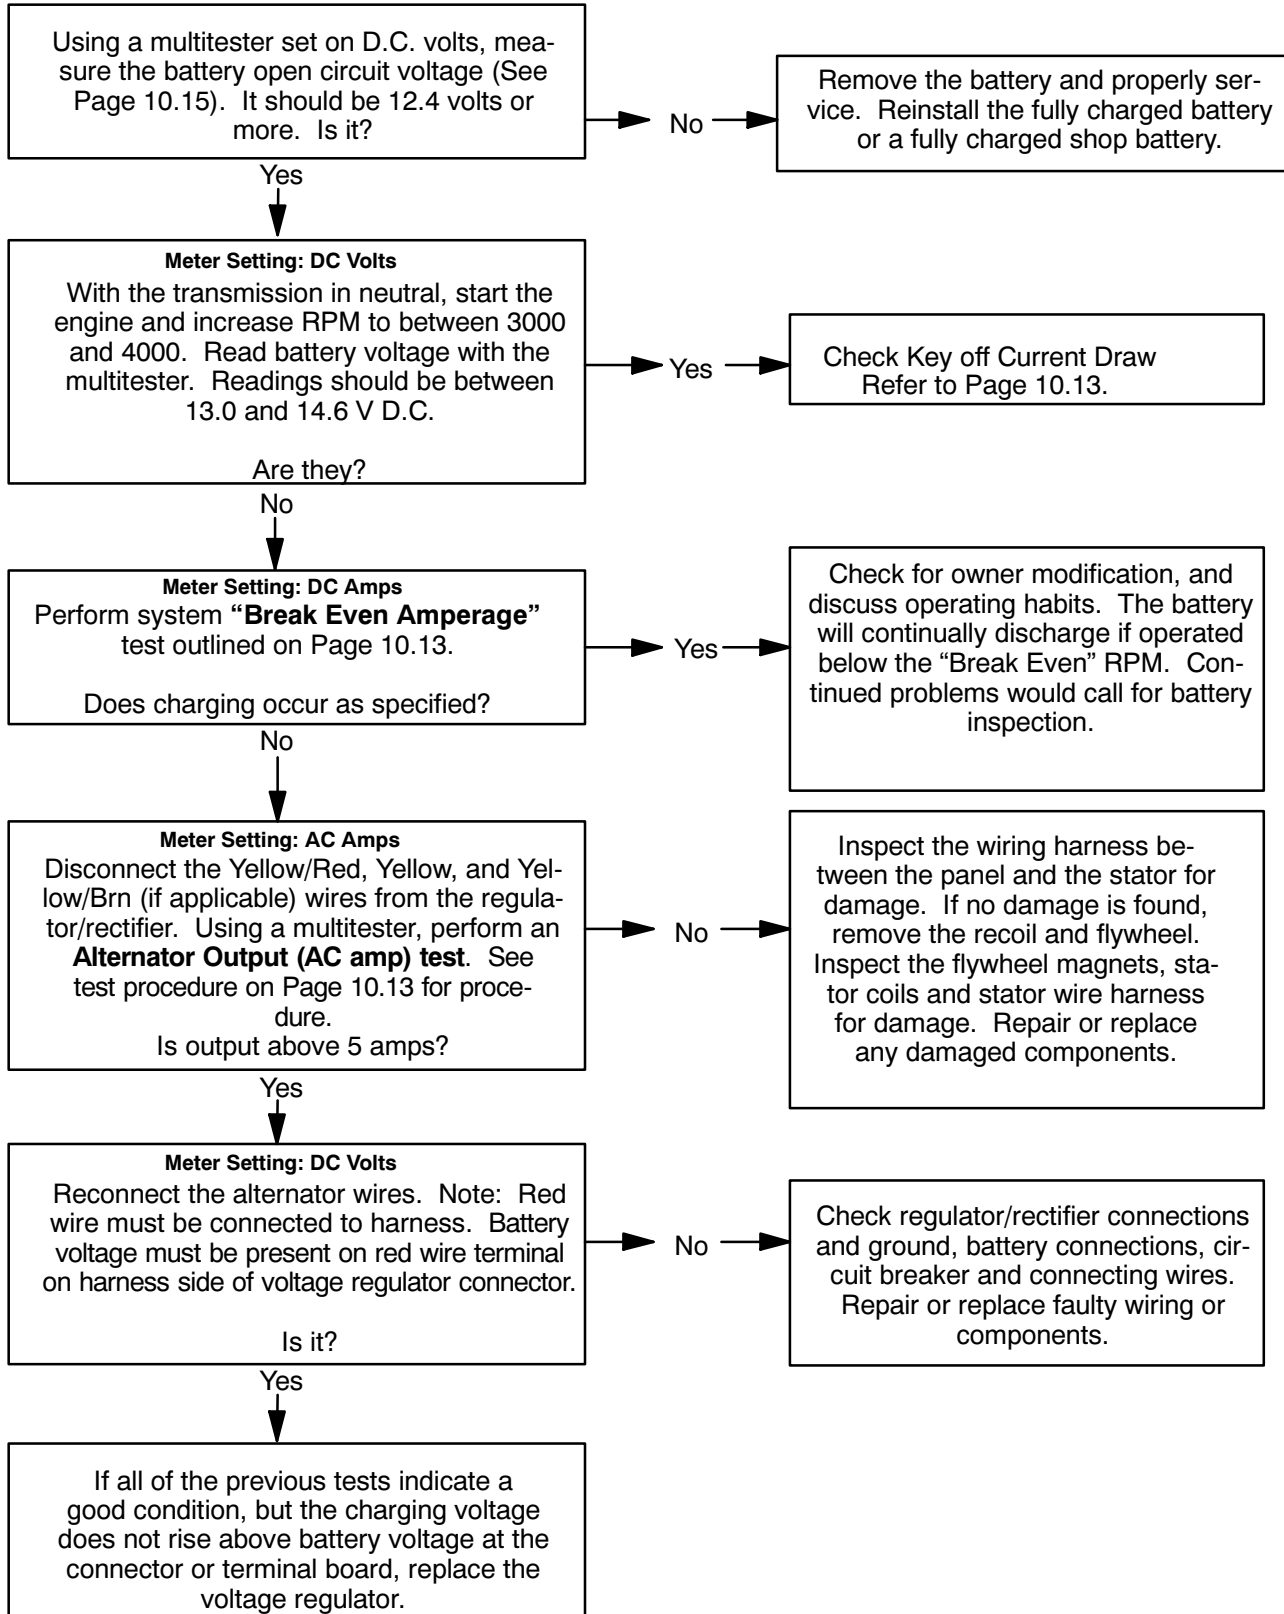 Using a multitester set on D.C. volts, mea-
sure the battery open circuit voltage (See
Page 10.15).  It should be 12.4 volts or
more.  Is it?
No
Remove the battery and properly ser-
vice.  Reinstall the fully charged battery
or a fully charged shop battery.
Yes
Meter Setting: DC Volts
With the transmission in neutral, start the
engine and increase RPM to between 3000
and 4000.  Read battery voltage with the
multitester.  Readings should be between
13.0 and 14.6 V D.C.
Are they?
Yes
Check Key off Current Draw
Refer to Page 10.13.
No
Meter Setting: DC Amps
Perform system “Break Even Amperage”
test outlined on Page 10.13.
Does charging occur as specified?
Yes
Check for owner modification, and
discuss operating habits.  The battery
will continually discharge if operated
below the “Break Even” RPM.  Con-
tinued problems would call for battery
inspection.
No
Meter Setting: AC Amps
Disconnect the Yellow/Red, Yellow, and Yel-
low/Brn (if applicable) wires from the regula-
tor/rectifier.  Using a multitester, perform an
Alternator Output (AC amp) test.  See
test procedure on Page 10.13 for proce-
dure.
Is output above 5 amps?
No
Inspect the wiring harness be-
tween the panel and the stator for
damage.  If no damage is found,
remove the recoil and flywheel.
Inspect the flywheel magnets, sta-
tor coils and stator wire harness
for damage.  Repair or replace
any damaged components.
Yes
Meter Setting: DC Volts
Reconnect the alternator wires.  Note:  Red
wire must be connected to harness.  Battery
voltage must be present on red wire terminal
on harness side of voltage regulator connector.
Is it?
No
Check regulator/rectifier connections
and ground, battery connections, cir-
cuit breaker and connecting wires.
Repair or replace faulty wiring or
components.
Yes
If all of the previous tests indicate a
good condition, but the charging voltage
does not rise above battery voltage at the
connector or terminal board, replace the
voltage regulator.